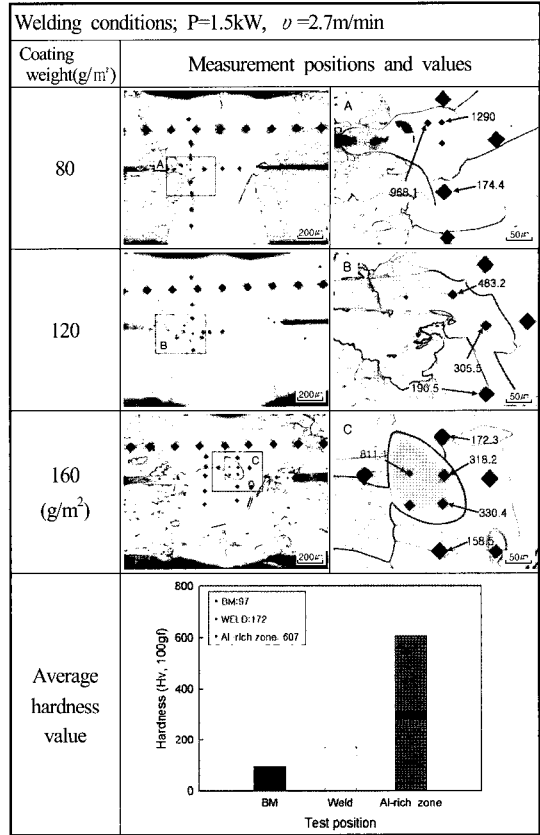 Welding conditions; P=1.5kW, υ=2.7m/min
Coating weight(g/m²)
Measurement positions and values
80
A
200㎛
A
1290
968.1
174.4
50㎛
120
B
200㎛
B
483.2
305.5
196.5
50㎛
160
(g/m²)
C
200㎛
C
172.3
811.1
318.2
330.4
158.5
50㎛
Average hardness value
Hardness (Hv, 100gf)
800
600
400
200
0
BM:97
WELD:172
Al-rich zone: 607
BM
Weld
Al-rich zone
Test position